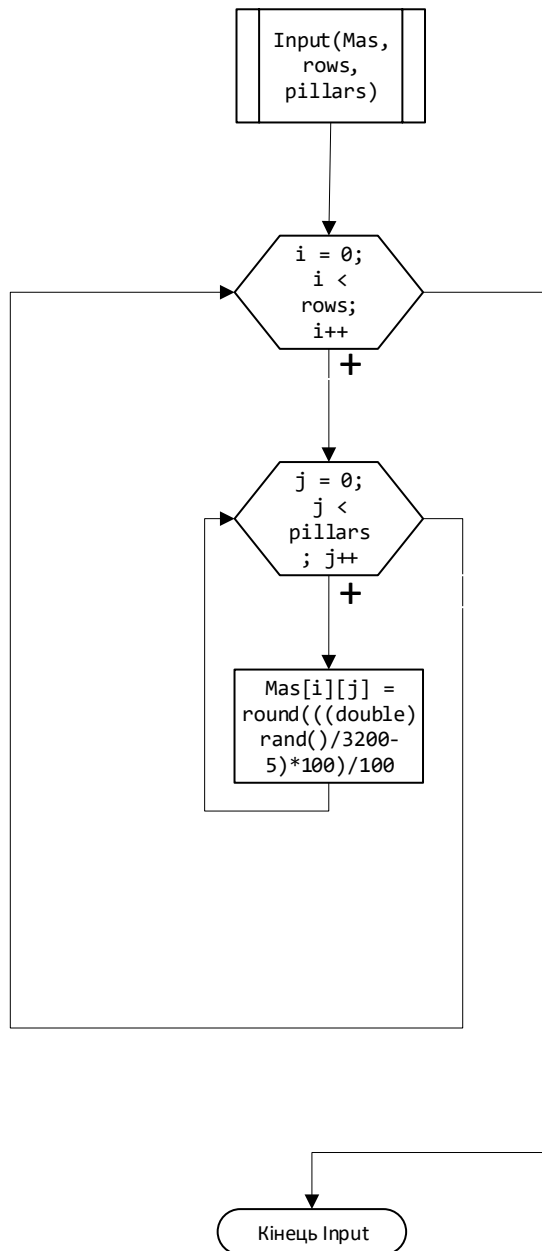 Input(Mas,
rows,
pillars)
i = 0;
i <
rows;
i++
+
j = 0;
j <
pillars
; j++
+
Mas[i][j] =
round(((double)
rand()/3200-
5)*100)/100
Кінець Input